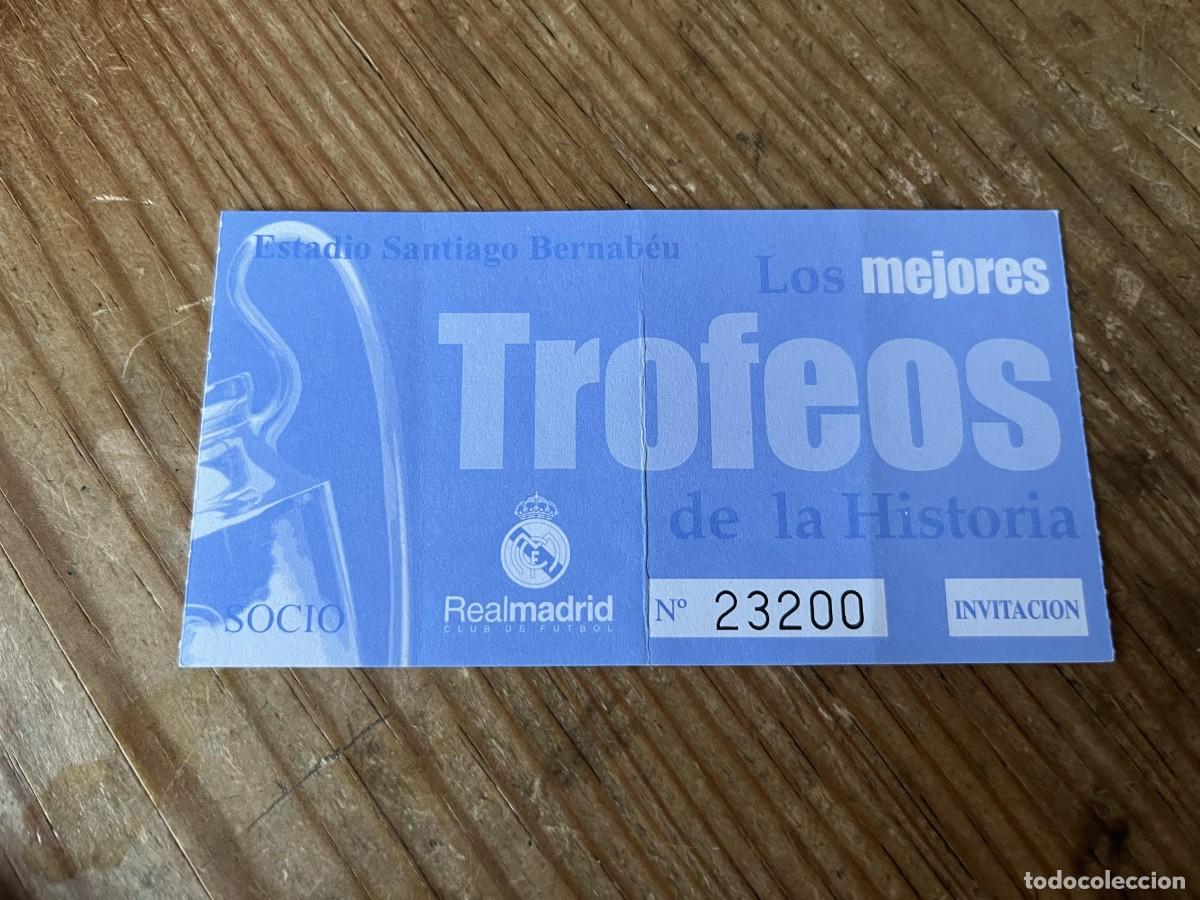 Estadio Santiago Bernabéu
Los mejores
Trofeos
de la Historia
SOCIO
Realmadrid
CLUB DE FUTBOL
Nº 23200
INVITACION
todocoleccion